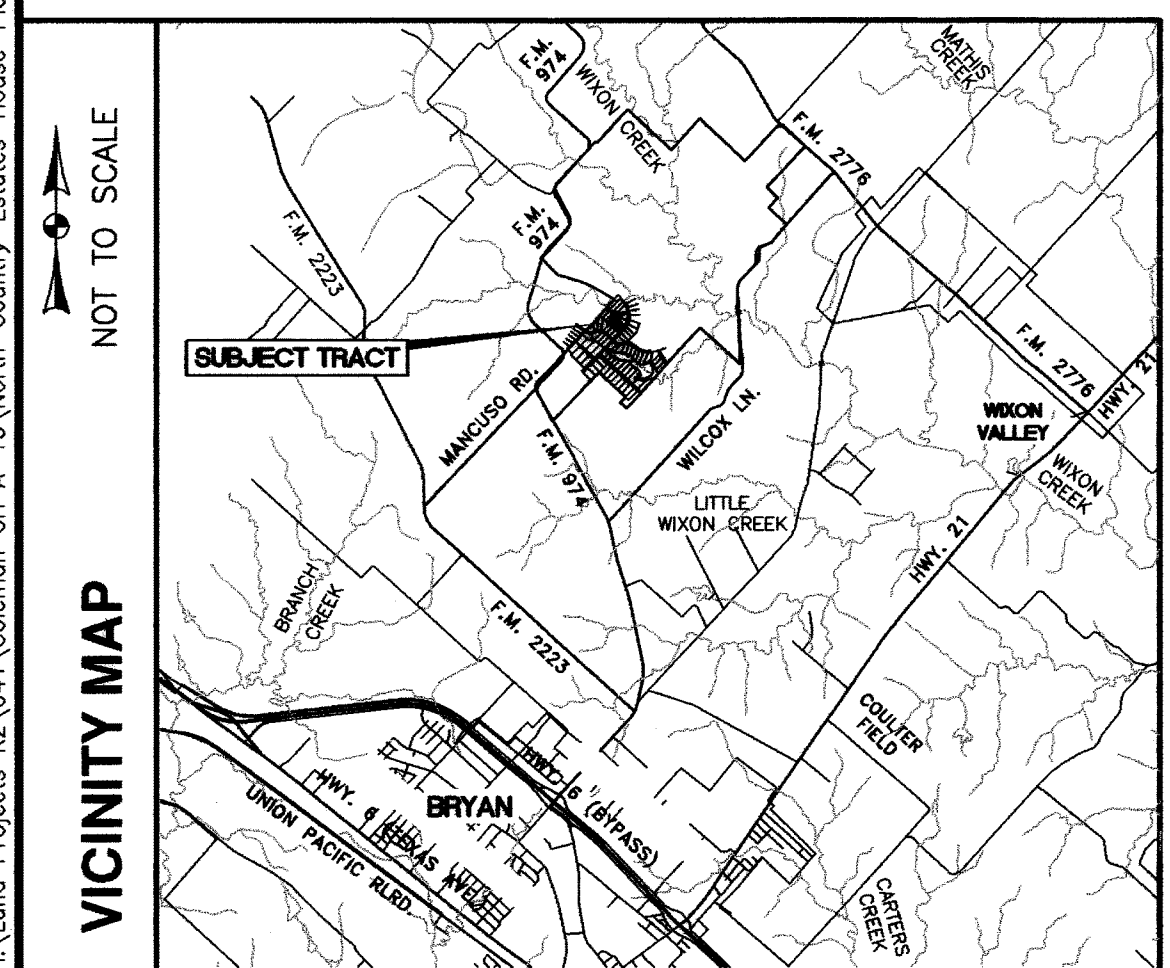 VICINITY MAP
NOT TO SCALE
F.M.
974
WIXON
CREEK
MATHIS
CREEK
F.M. 2776
F.M. 2223
F.M.
974
SUBJECT TRACT
MANCUSO RD.
F.M. 974
WILCOX LN.
F.M. 2776
HWY. 21
WIXON
VALLEY
WIXON
CREEK
LITTLE
WIXON CREEK
HWY. 21
BRANCH
CREEK
F.M. 2223
COULTER
FIELD
HWY. 6 (BYPASS)
BRYAN
HWY. 6 (TEXAS AVE.)
UNION PACIFIC RLRD.
CARTERS
CREEK